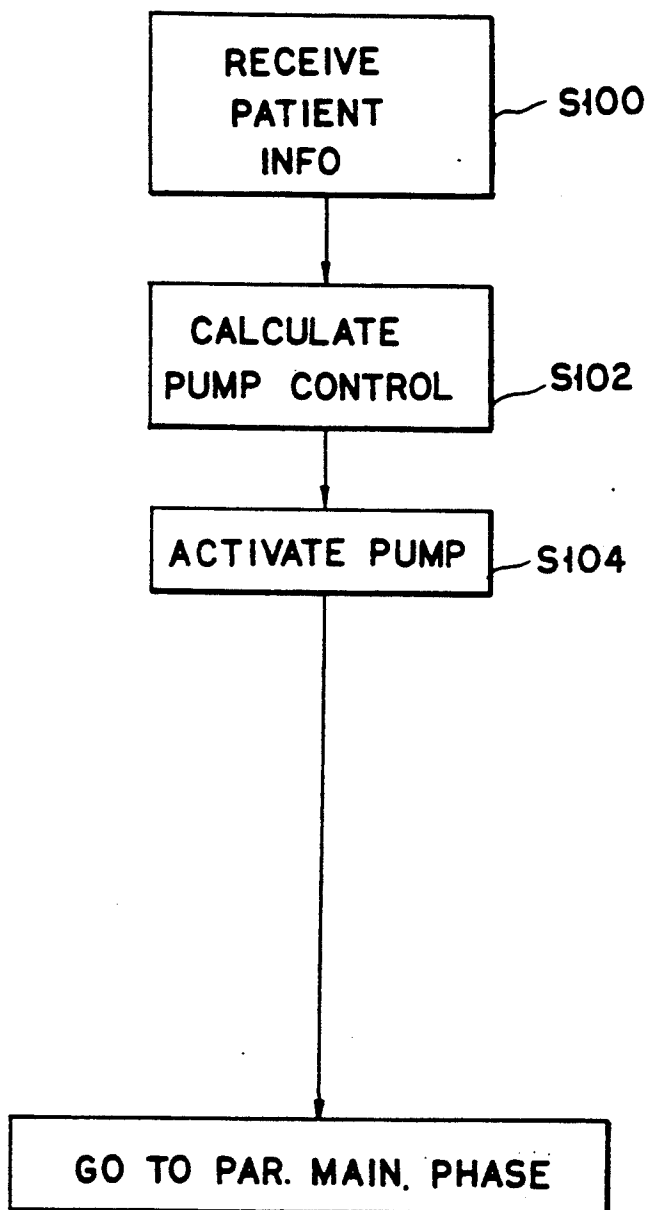 RECEIVE
PATIENT
INFO
S100
CALCULATE
PUMP CONTROL
S102
ACTIVATE PUMP
S104
GO TO PAR. MAIN. PHASE